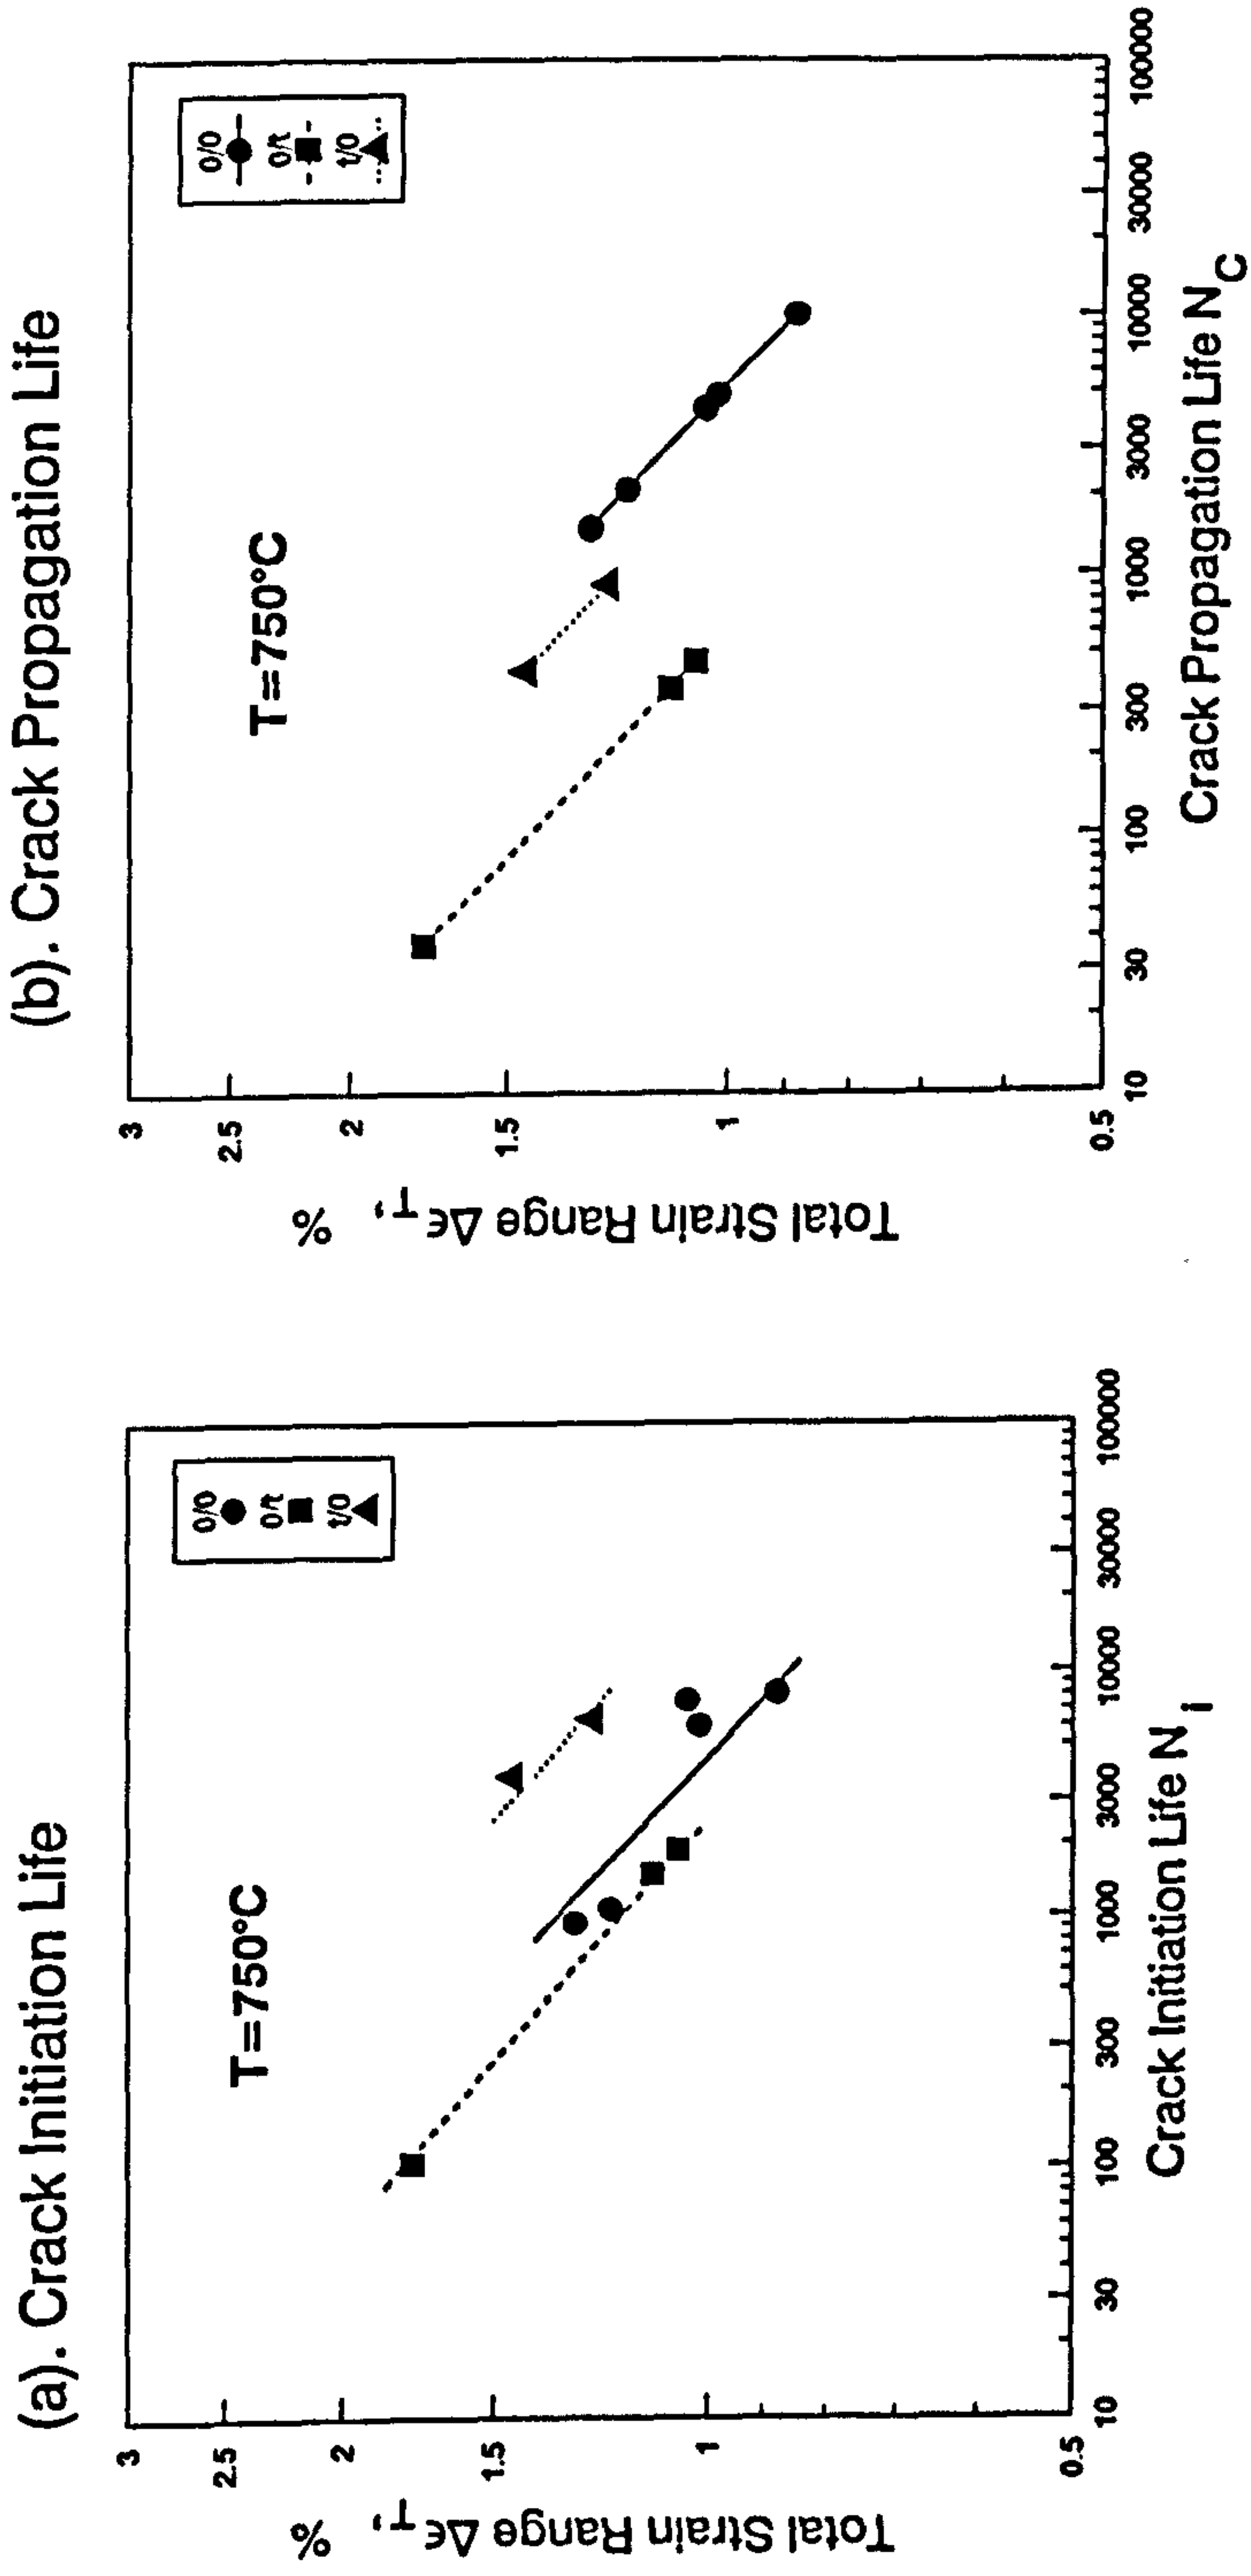 (a). Crack Initiation Life
T=750°C
0/0
0/t
t/0
3
2.5
2
1.5
1
0.5
Total Strain Range Δϵ_T, %
10
30
100
300
1000
3000
10000
30000
100000
Crack Initiation Life N_i
(b). Crack Propagation Life
T=750°C
0/0
0/t
t/0
3
2.5
2
1.5
1
0.5
Total Strain Range Δϵ_T, %
10
30
100
300
1000
3000
10000
30000
100000
Crack Propagation Life N_C